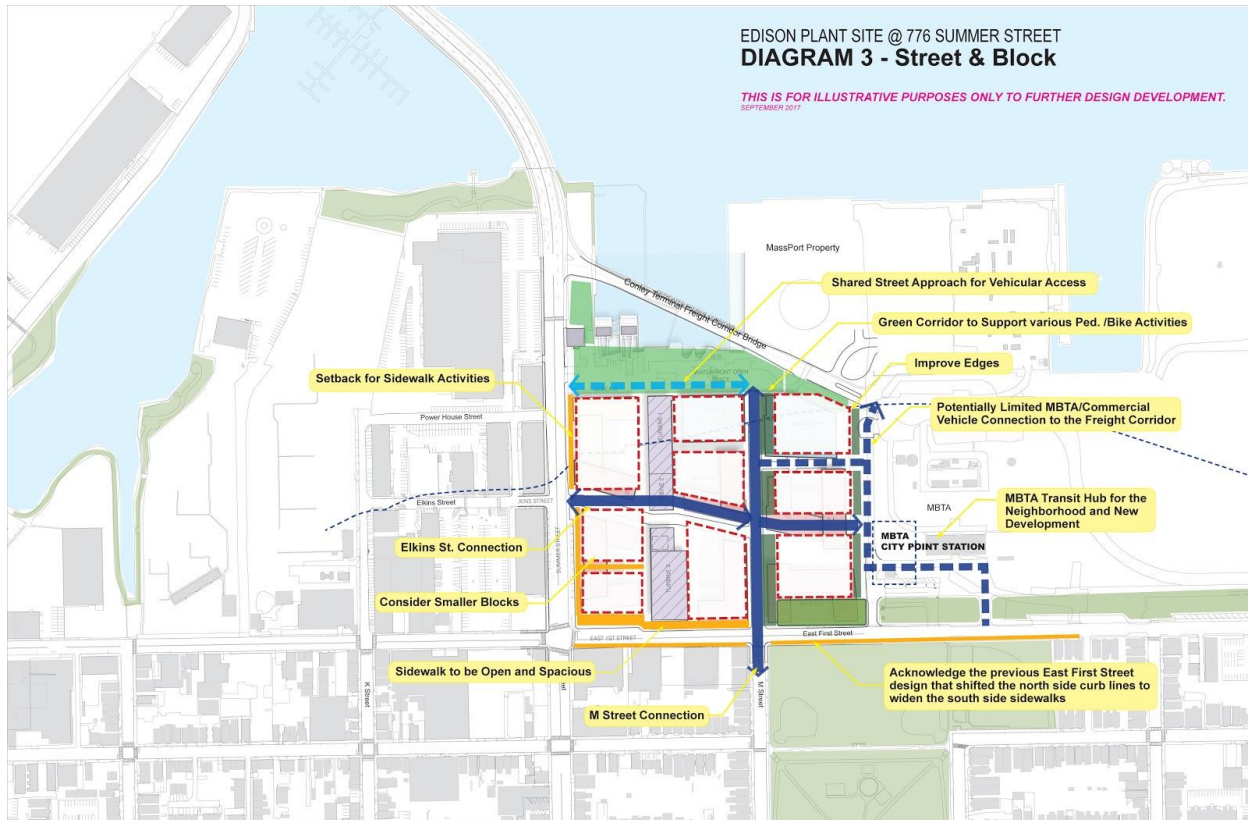 EDISON PLANT SITE @ 776 SUMMER STREET
DIAGRAM 3 - Street & Block
THIS IS FOR ILLUSTRATIVE PURPOSES ONLY TO FURTHER DESIGN DEVELOPMENT.
SEPTEMBER 2017
MassPort Property
Conley Terminal Freight Corridor Bridge
Shared Street Approach for Vehicular Access
Green Corridor to Support various Ped. /Bike Activities
Improve Edges
WATERFRONT OPEN
Setback for Sidewalk Activities
Power House Street
Potentially Limited MBTA/Commercial
Vehicle Connection to the Freight Corridor
Elkins Street
KINS STREET
MBTA
MBTA Transit Hub for the
Neighborhood and New
Development
MBTA
CITY POINT STATION
Elkins St. Connection
SUMMER STREET
Consider Smaller Blocks
EAST 1ST STREET
East First Street
Sidewalk to be Open and Spacious
Acknowledge the previous East First Street
design that shifted the north side curb lines to
widen the south side sidewalks
K Street
M Street
M Street Connection